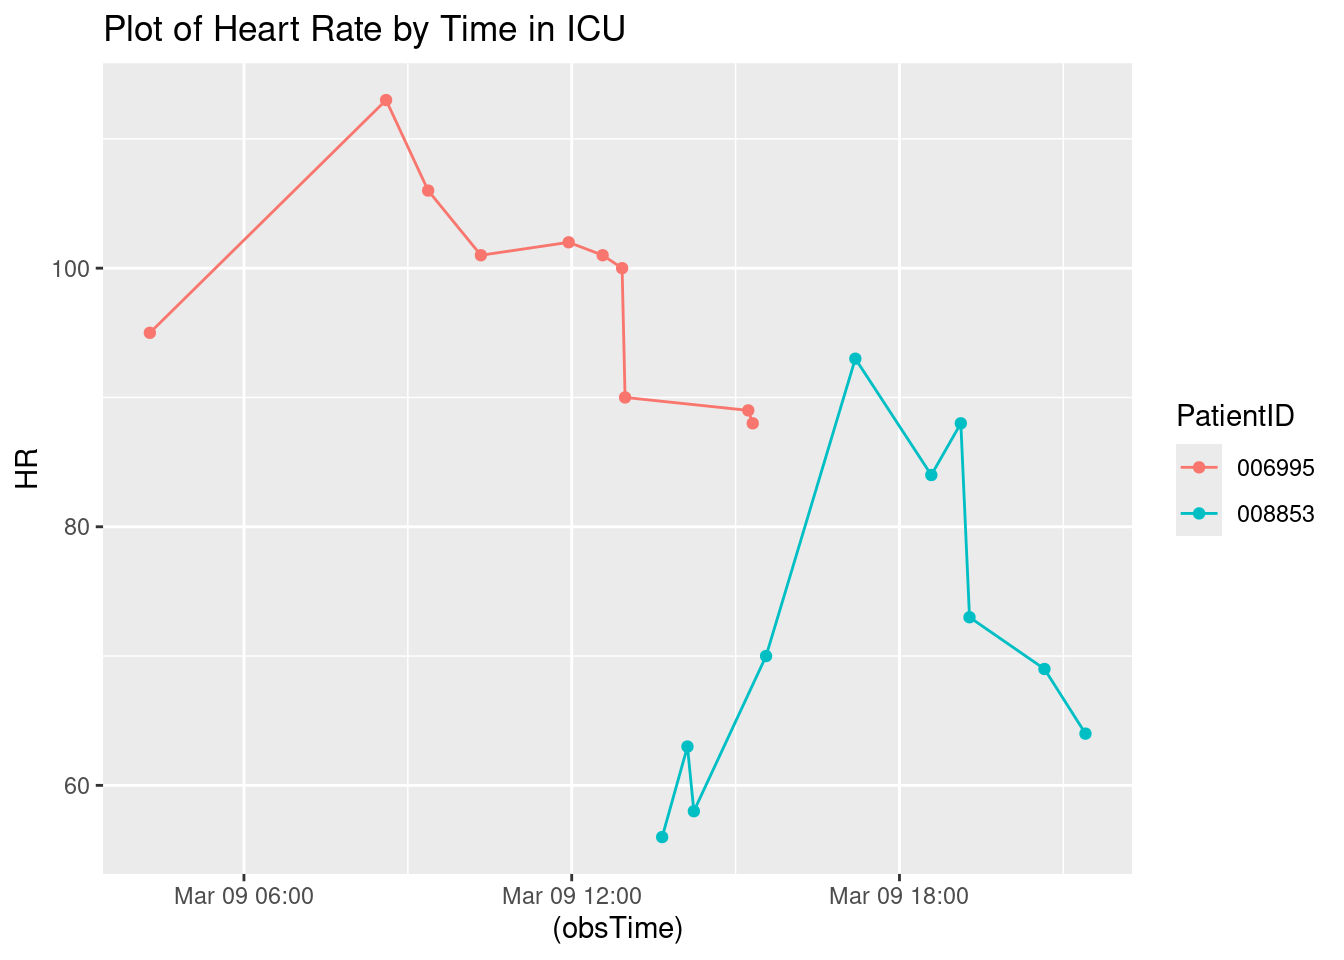 Plot of Heart Rate by Time in ICU
HR
100
80
60
Mar 09 06:00
Mar 09 12:00
Mar 09 18:00
(obsTime)
PatientID
006995
008853